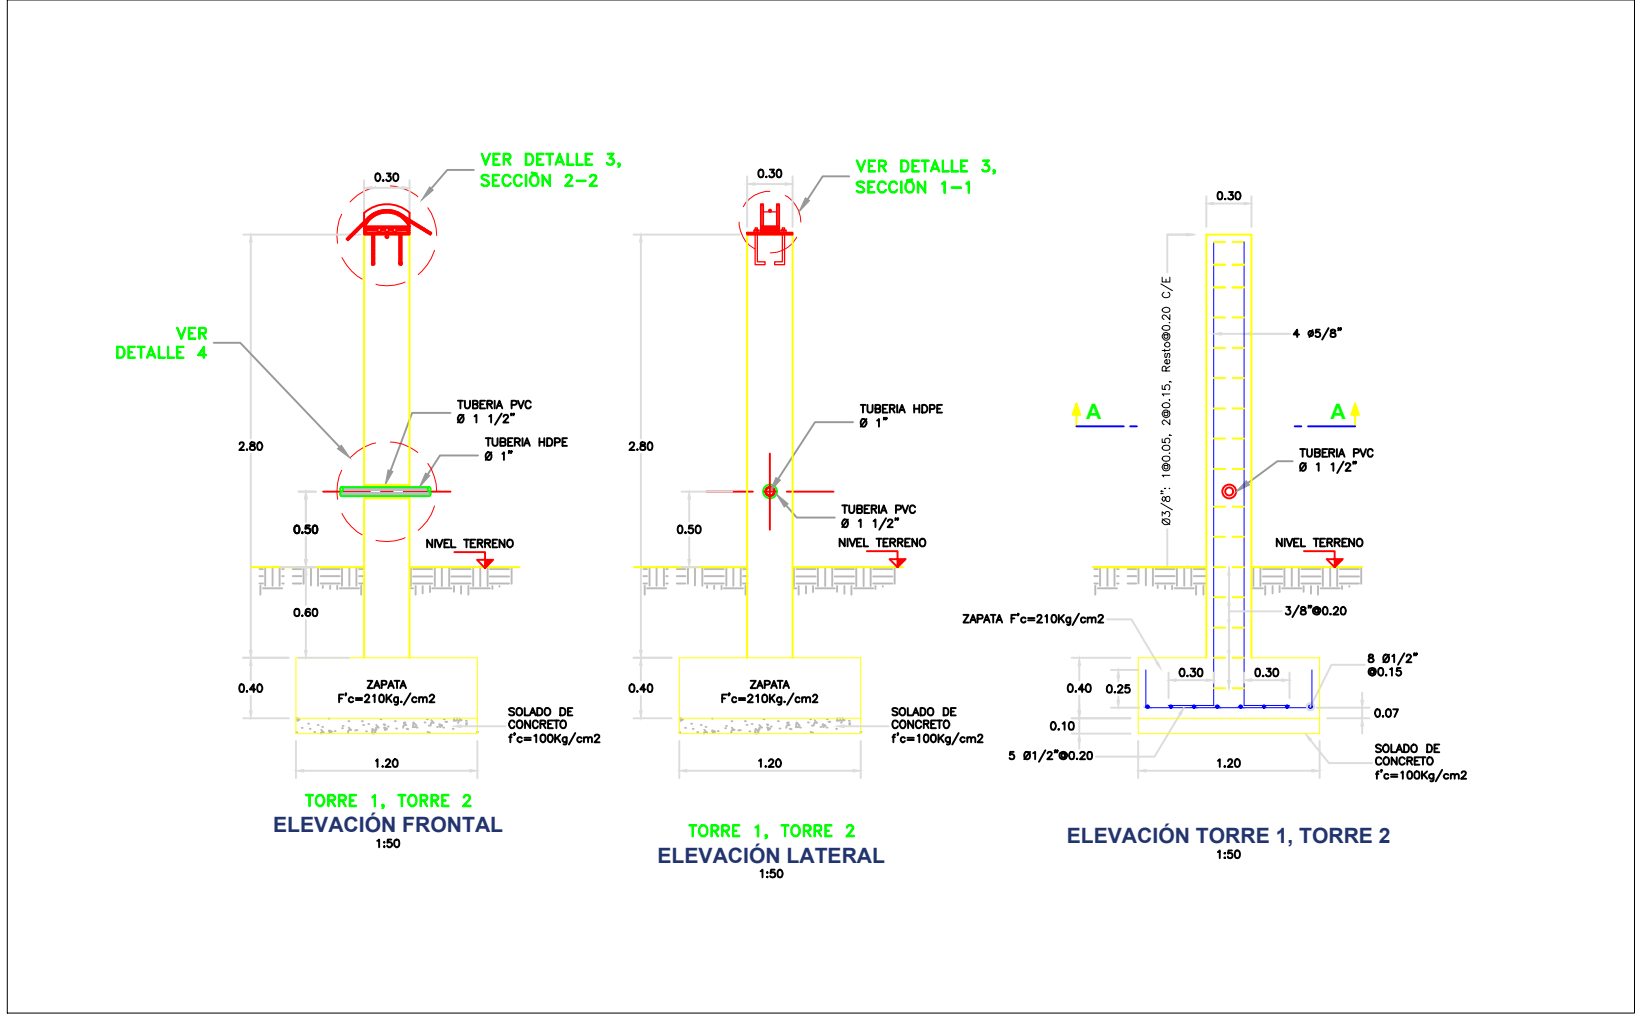 VER DETALLE 3,
SECCIÓN 2-2
0.30
VER
DETALLE 4
2.80
TUBERIA PVC
Ø 1 1/2"
TUBERIA HDPE
Ø 1"
0.50
NIVEL TERRENO
0.60
0.40
ZAPATA
F'c=210Kg./cm2
SOLADO DE
CONCRETO
f'c=100Kg/cm2
1.20
TORRE 1, TORRE 2
ELEVACIÓN FRONTAL
1:50
VER DETALLE 3,
SECCIÓN 1-1
0.30
2.80
TUBERIA HDPE
Ø 1"
TUBERIA PVC
Ø 1 1/2"
0.50
NIVEL TERRENO
0.40
ZAPATA
F'c=210Kg./cm2
SOLADO DE
CONCRETO
f'c=100Kg/cm2
1.20
TORRE 1, TORRE 2
ELEVACIÓN LATERAL
1:50
0.30
Ø3/8": 1@0.05, 2@0.15, Resto@0.20 C/E
4 ø5/8"
A
A
TUBERIA PVC
Ø 1 1/2"
NIVEL TERRENO
3/8"@0.20
ZAPATA F'c=210Kg/cm2
8 Ø1/2"
@0.15
0.30
0.30
0.40
0.25
0.07
0.10
5 Ø1/2"@0.20
SOLADO DE
CONCRETO
f'c=100Kg/cm2
1.20
ELEVACIÓN TORRE 1, TORRE 2
1:50